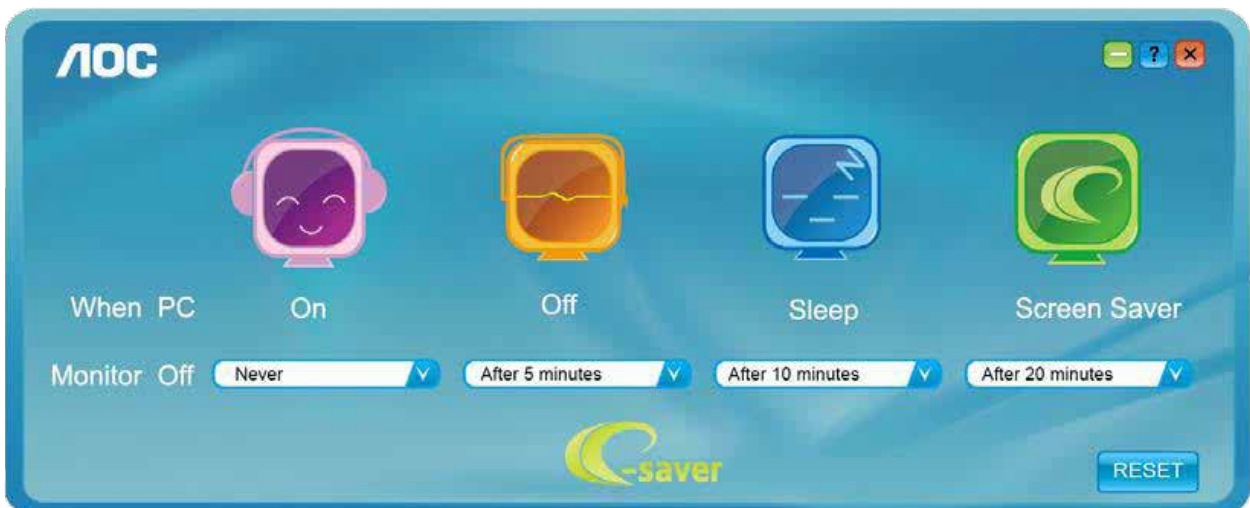 AOC
?
When PC On Off Sleep Screen Saver
Monitor Off Never After 5 minutes After 10 minutes After 20 minutes
e-saver
RESET